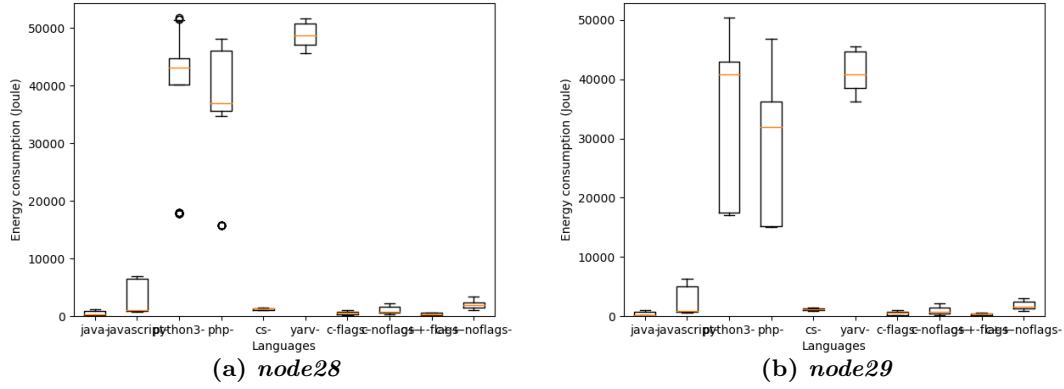 50000
40000
30000
20000
10000
0
Energy consumption (Joule)
java- javascript- python3- php- cs- yarv- c-flags- c-noflags- c++-flags- c++-noflags-
Languages
(a) node28
50000
40000
30000
20000
10000
0
Energy consumption (Joule)
java- javascript- python3- php- cs- yarv- c-flags- c-noflags- c++-flags- c++-noflags-
Languages
(b) node29